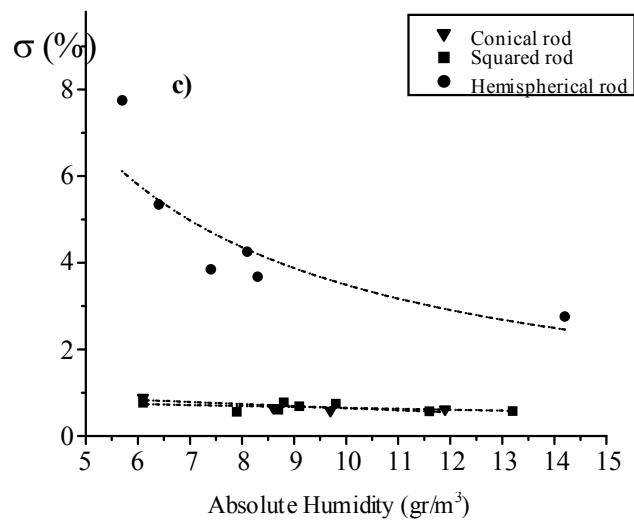 σ (%)
c)
Conical rod
Squared rod
Hemispherical rod
8
6
4
2
0
5 6 7 8 9 10 11 12 13 14 15
Absolute Humidity (gr/m³)